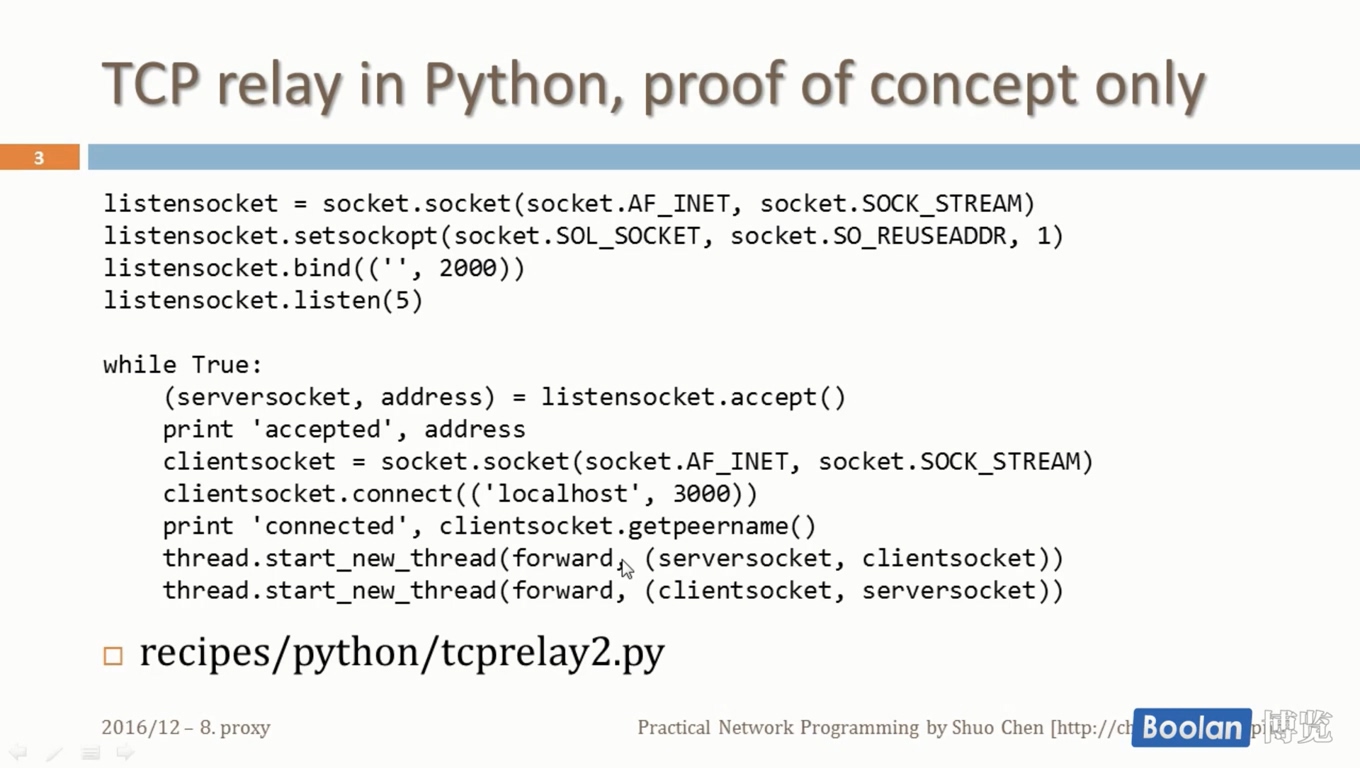 TCP relay in Python, proof of concept only
3
listensocket = socket.socket(socket.AF_INET, socket.SOCK_STREAM)
listensocket.setsockopt(socket.SOL_SOCKET, socket.SO_REUSEADDR, 1)
listensocket.bind(('', 2000))
listensocket.listen(5)
while True:
    (serversocket, address) = listensocket.accept()
    print 'accepted', address
    clientsocket = socket.socket(socket.AF_INET, socket.SOCK_STREAM)
    clientsocket.connect(('localhost', 3000))
    print 'connected', clientsocket.getpeername()
    thread.start_new_thread(forward, (serversocket, clientsocket))
    thread.start_new_thread(forward, (clientsocket, serversocket))
recipes/python/tcprelay2.py
2016/12 – 8. proxy
Practical Network Programming by Shuo Chen
Boolan 博览